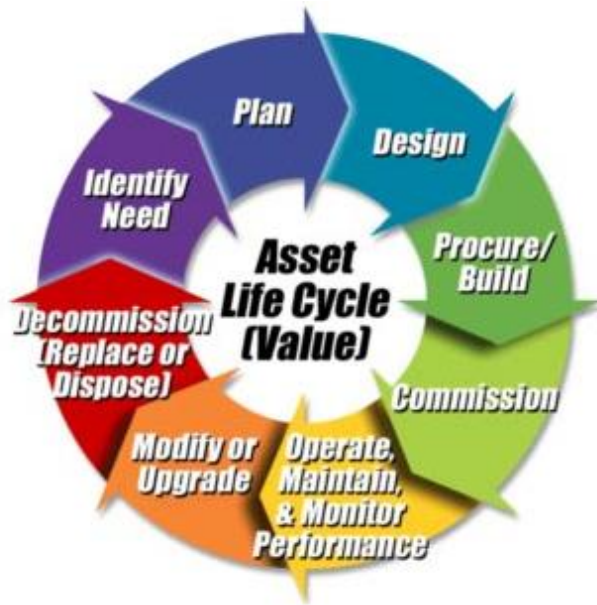 Plan
Design
Procure/
Build
Commission
Operate,
Maintain,
& Monitor
Performance
Modify or
Upgrade
Decommission
(Replace or
Dispose)
Identify
Need
Asset
Life Cycle
(Value)